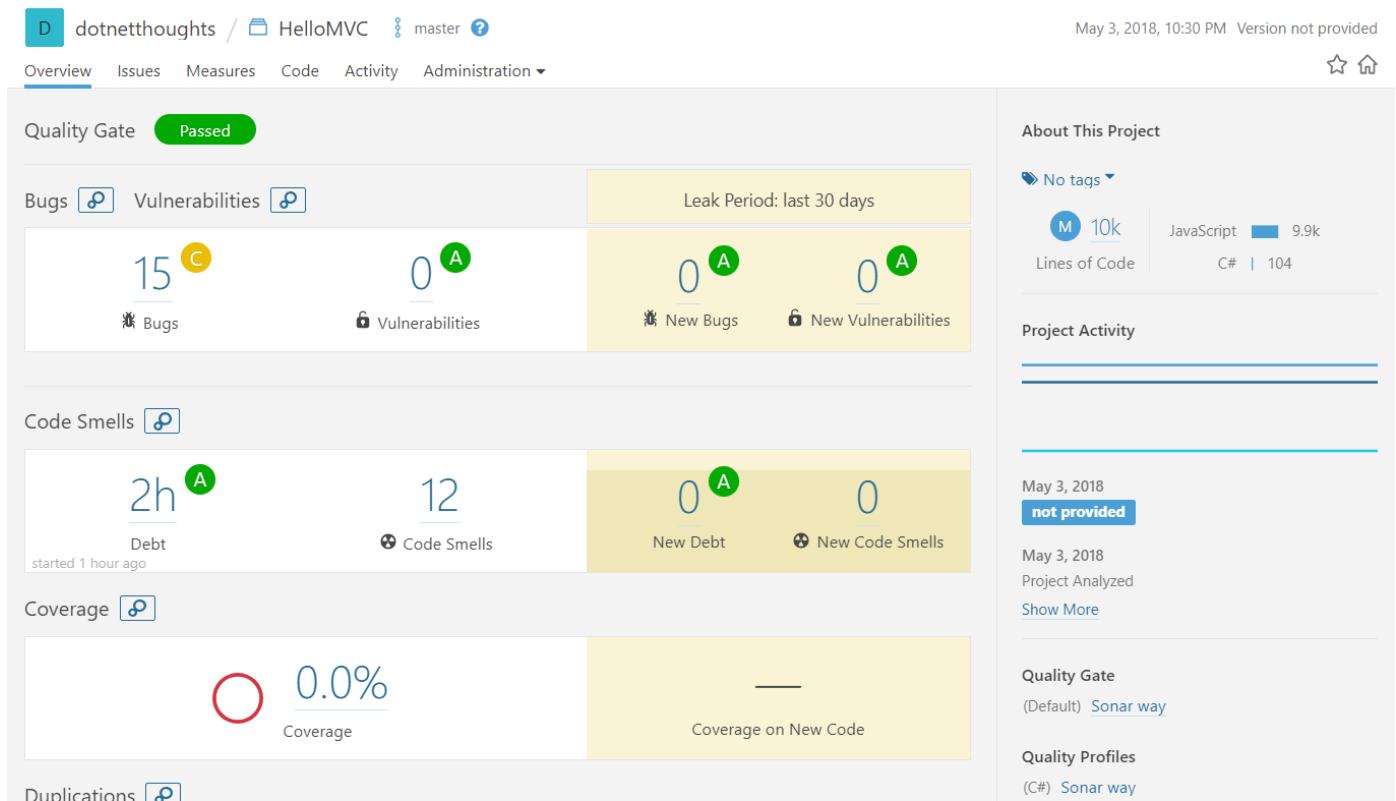 D dotnetthoughts / HelloMVC master ?
May 3, 2018, 10:30 PM Version not provided
Overview Issues Measures Code Activity Administration
Quality Gate Passed
Bugs Vulnerabilities
Leak Period: last 30 days
15 C
Bugs
0 A
Vulnerabilities
0 A
New Bugs
0 A
New Vulnerabilities
Code Smells
2h A
Debt
started 1 hour ago
12
Code Smells
0 A
New Debt
0
New Code Smells
Coverage
0.0%
Coverage
—
Coverage on New Code
Duplications
About This Project
No tags
M 10k
Lines of Code
JavaScript 9.9k
C# 104
Project Activity
May 3, 2018
not provided
May 3, 2018
Project Analyzed
Show More
Quality Gate
(Default) Sonar way
Quality Profiles
(C#) Sonar way